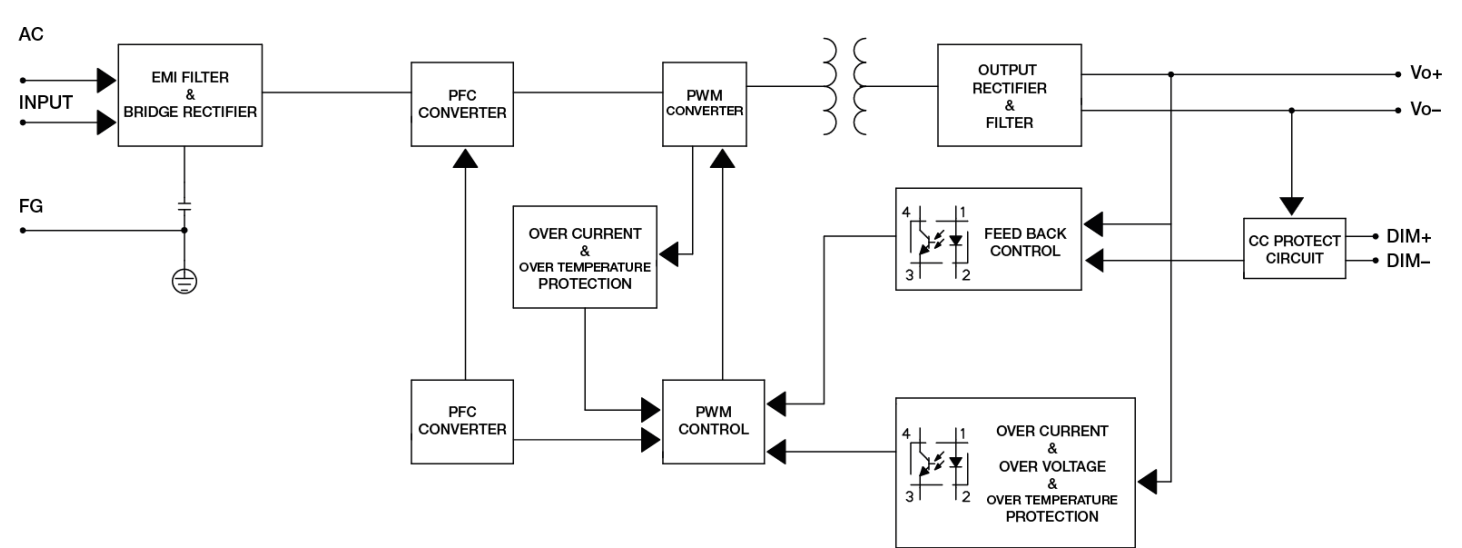 AC
INPUT
FG
EMI FILTER
&
BRIDGE RECTIFIER
PFC
CONVERTER
PWM
CONVERTER
OUTPUT
RECTIFIER
&
FILTER
Vo+
Vo–
OVER CURRENT
&
OVER TEMPERATURE
PROTECTION
4 1
3 2
FEED BACK
CONTROL
CC PROTECT
CIRCUIT
DIM+
DIM–
PFC
CONVERTER
PWM
CONTROL
4 1
3 2
OVER CURRENT
&
OVER VOLTAGE
&
OVER TEMPERATURE
PROTECTION